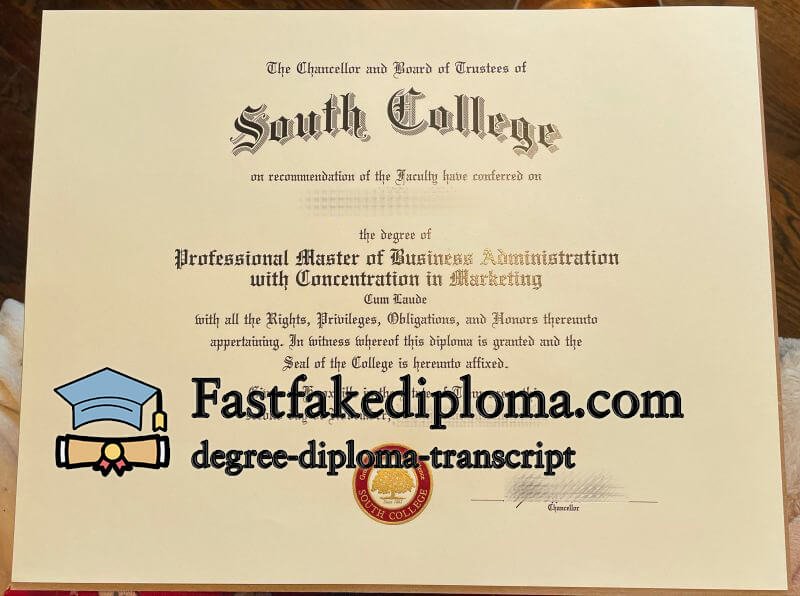 The Chancellor and Board of Trustees of
South College
on recommendation of the Faculty have conferred on
the degree of
Professional Master of Business Administration
with Concentration in Marketing
Cum Laude
with all the Rights, Privileges, Obligations, and Honors thereunto
appertaining. In witness whereof this diploma is granted and the
Seal of the College is hereunto affixed.
Fastfakediploma.com
degree-diploma-transcript
SOUTH COLLEGE
Chancellor